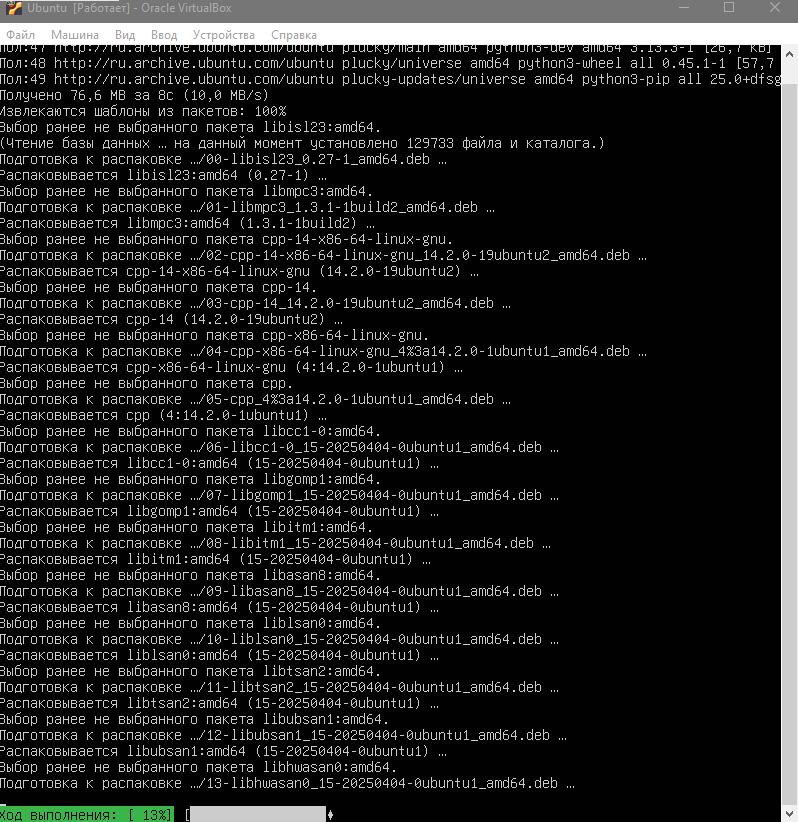 Ubuntu [Работает] - Oracle VirtualBox
Файл Машина Вид Ввод Устройства Справка
Пол:47 http://ru.archive.ubuntu.com/ubuntu plucky/main amd64 python3-dev amd64 3.13.3-1 [26,7 kB]
Пол:48 http://ru.archive.ubuntu.com/ubuntu plucky/universe amd64 python3-wheel all 0.45.1-1 [57,7
Пол:49 http://ru.archive.ubuntu.com/ubuntu plucky-updates/universe amd64 python3-pip all 25.0+dfsg
Получено 76,6 MB за 8с (10,0 MB/s)
Извлекаются шаблоны из пакетов: 100%
Выбор ранее не выбранного пакета libisl23:amd64.
(Чтение базы данных … на данный момент установлено 129733 файла и каталога.)
Подготовка к распаковке …/00-libisl23_0.27-1_amd64.deb …
Распаковывается libisl23:amd64 (0.27-1) …
Выбор ранее не выбранного пакета libmpc3:amd64.
Подготовка к распаковке …/01-libmpc3_1.3.1-1build2_amd64.deb …
Распаковывается libmpc3:amd64 (1.3.1-1build2) …
Выбор ранее не выбранного пакета cpp-14-x86-64-linux-gnu.
Подготовка к распаковке …/02-cpp-14-x86-64-linux-gnu_14.2.0-19ubuntu2_amd64.deb …
Распаковывается cpp-14-x86-64-linux-gnu (14.2.0-19ubuntu2) …
Выбор ранее не выбранного пакета cpp-14.
Подготовка к распаковке …/03-cpp-14_14.2.0-19ubuntu2_amd64.deb …
Распаковывается cpp-14 (14.2.0-19ubuntu2) …
Выбор ранее не выбранного пакета cpp-x86-64-linux-gnu.
Подготовка к распаковке …/04-cpp-x86-64-linux-gnu_4%3a14.2.0-1ubuntu1_amd64.deb …
Распаковывается cpp-x86-64-linux-gnu (4:14.2.0-1ubuntu1) …
Выбор ранее не выбранного пакета cpp.
Подготовка к распаковке …/05-cpp_4%3a14.2.0-1ubuntu1_amd64.deb …
Распаковывается cpp (4:14.2.0-1ubuntu1) …
Выбор ранее не выбранного пакета libcc1-0:amd64.
Подготовка к распаковке …/06-libcc1-0_15-20250404-0ubuntu1_amd64.deb …
Распаковывается libcc1-0:amd64 (15-20250404-0ubuntu1) …
Выбор ранее не выбранного пакета libgomp1:amd64.
Подготовка к распаковке …/07-libgomp1_15-20250404-0ubuntu1_amd64.deb …
Распаковывается libgomp1:amd64 (15-20250404-0ubuntu1) …
Выбор ранее не выбранного пакета libitm1:amd64.
Подготовка к распаковке …/08-libitm1_15-20250404-0ubuntu1_amd64.deb …
Распаковывается libitm1:amd64 (15-20250404-0ubuntu1) …
Выбор ранее не выбранного пакета libasan8:amd64.
Подготовка к распаковке …/09-libasan8_15-20250404-0ubuntu1_amd64.deb …
Распаковывается libasan8:amd64 (15-20250404-0ubuntu1) …
Выбор ранее не выбранного пакета liblsan0:amd64.
Подготовка к распаковке …/10-liblsan0_15-20250404-0ubuntu1_amd64.deb …
Распаковывается liblsan0:amd64 (15-20250404-0ubuntu1) …
Выбор ранее не выбранного пакета libtsan2:amd64.
Подготовка к распаковке …/11-libtsan2_15-20250404-0ubuntu1_amd64.deb …
Распаковывается libtsan2:amd64 (15-20250404-0ubuntu1) …
Выбор ранее не выбранного пакета libubsan1:amd64.
Подготовка к распаковке …/12-libubsan1_15-20250404-0ubuntu1_amd64.deb …
Распаковывается libubsan1:amd64 (15-20250404-0ubuntu1) …
Выбор ранее не выбранного пакета libhwasan0:amd64.
Подготовка к распаковке …/13-libhwasan0_15-20250404-0ubuntu1_amd64.deb …
Ход выполнения: [ 13%] [